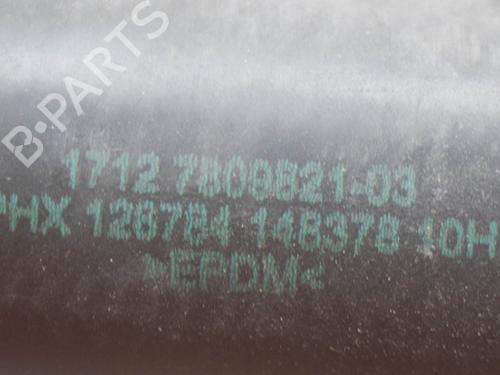 B-PARTS
1712 7809821-03
PHX 128784 148378 10H
>EPDM<